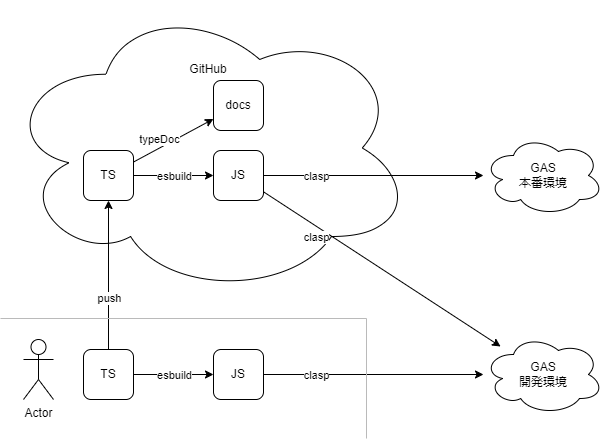 GitHub
docs
typeDoc
TS
esbuild
JS
clasp
GAS
本番環境
clasp
push
TS
esbuild
JS
clasp
GAS
開発環境
Actor